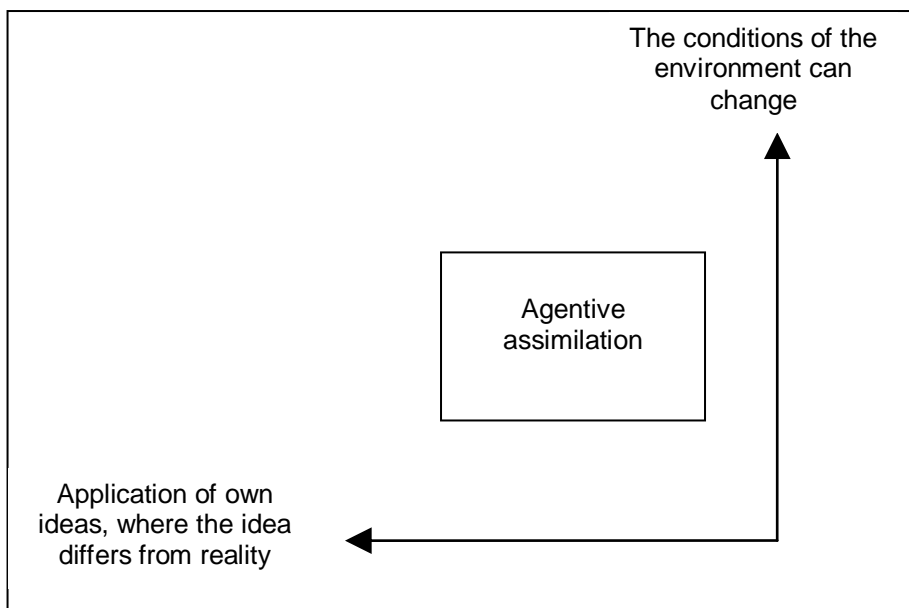 The conditions of the
environment can
change
Agentive
assimilation
Application of own
ideas, where the idea
differs from reality